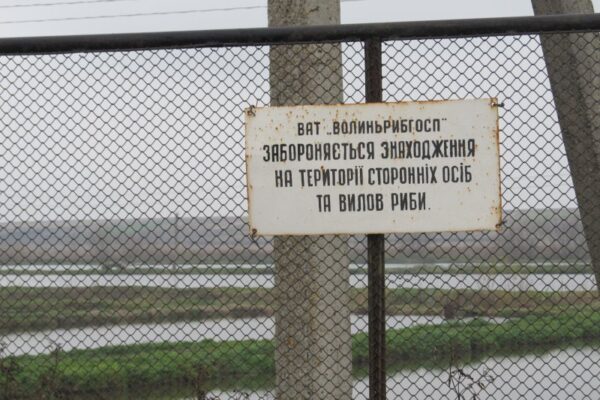 ВАТ „ВОЛИНЬРИБГОСП"
ЗАБОРОНЯЄТЬСЯ ЗНАХОДЖЕННЯ
НА ТЕРИТОРІЇ СТОРОННІХ ОСІБ
ТА ВИЛОВ РИБИ.